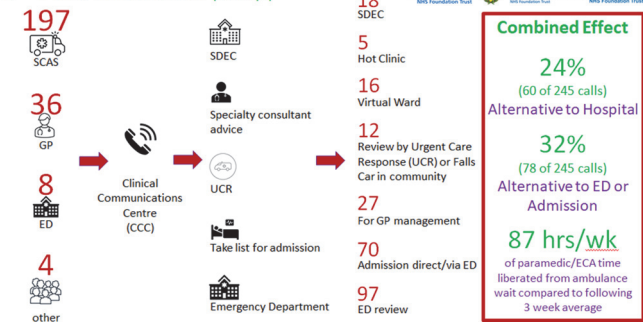 197
SCAS
36
GP
8
ED
4
other
Clinical
Communications
Centre
(CCC)
SDEC
Specialty consultant
advice
UCR
Take list for admission
Emergency Department
18
SDEC
5
Hot Clinic
16
Virtual Ward
12
Review by Urgent Care
Response (UCR) or Falls
Car in community
27
For GP management
70
Admission direct/via ED
97
ED review
NHS Foundation Trust
NHS Foundation Trust
NHS Foundation Trust
Combined Effect
24%
(60 of 245 calls)
Alternative to Hospital
32%
(78 of 245 calls)
Alternative to ED or
Admission
87 hrs/wk
of paramedic/ECA time
liberated from ambulance
wait compared to following
3 week average